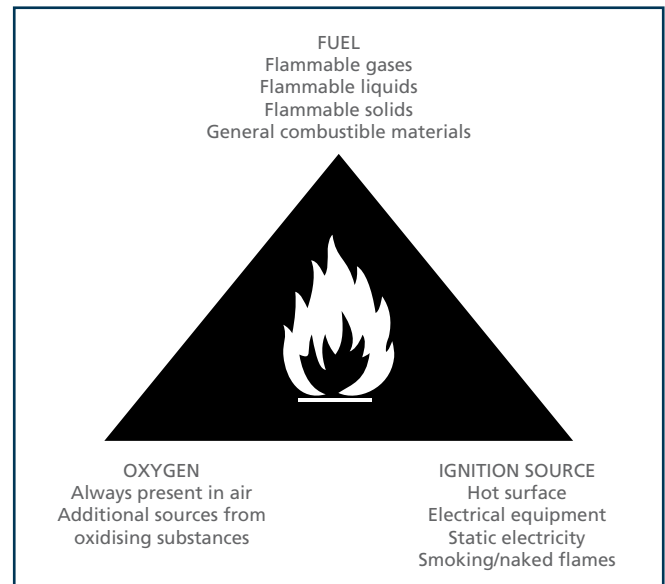 FUEL
Flammable gases
Flammable liquids
Flammable solids
General combustible materials
OXYGEN
Always present in air
Additional sources from
oxidising substances
IGNITION SOURCE
Hot surface
Electrical equipment
Static electricity
Smoking/naked flames